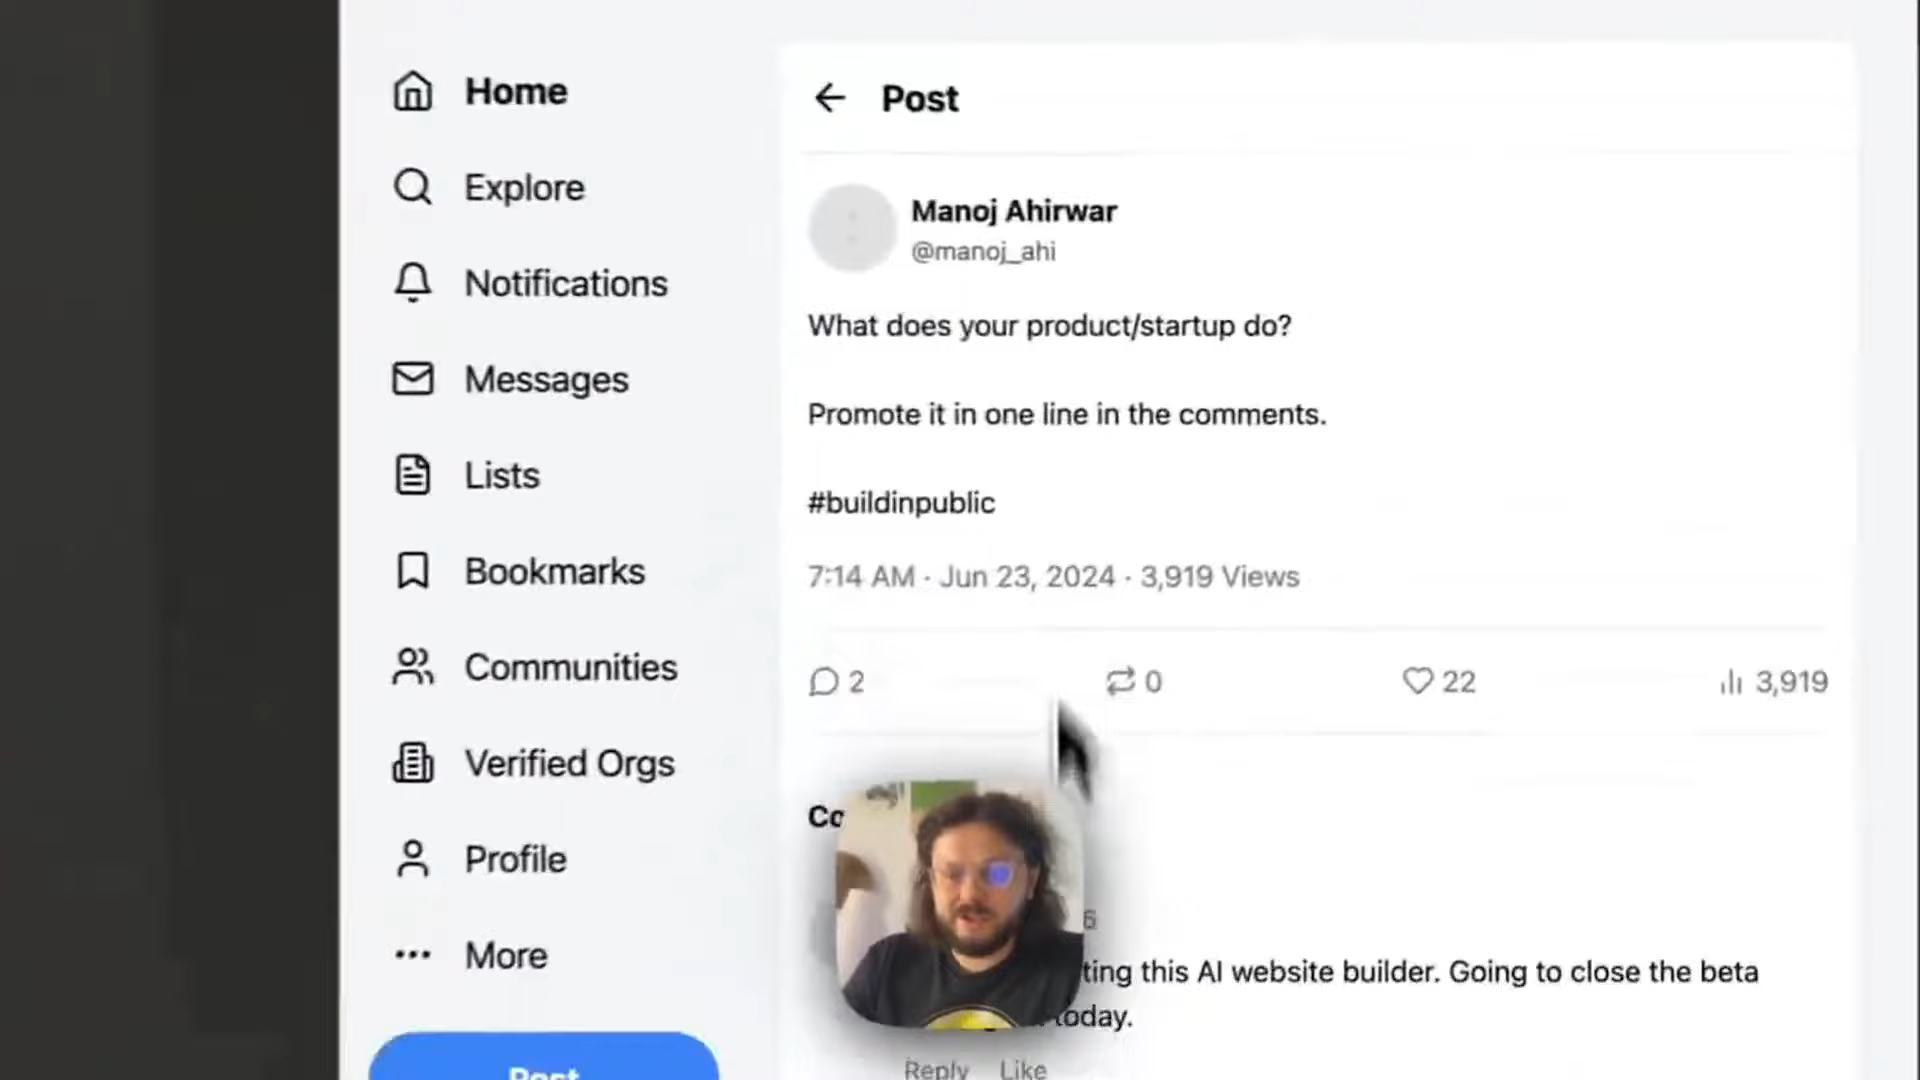 Home
Explore
Notifications
Messages
Lists
Bookmarks
Communities
Verified Orgs
Profile
More
Post
Post
Manoj Ahirwar
@manoj_ahi
What does your product/startup do?
Promote it in one line in the comments.
#buildinpublic
7:14 AM · Jun 23, 2024 · 3,919 Views
2 0 22 3,919
Co
6
ting this AI website builder. Going to close the beta
today.
Reply Like